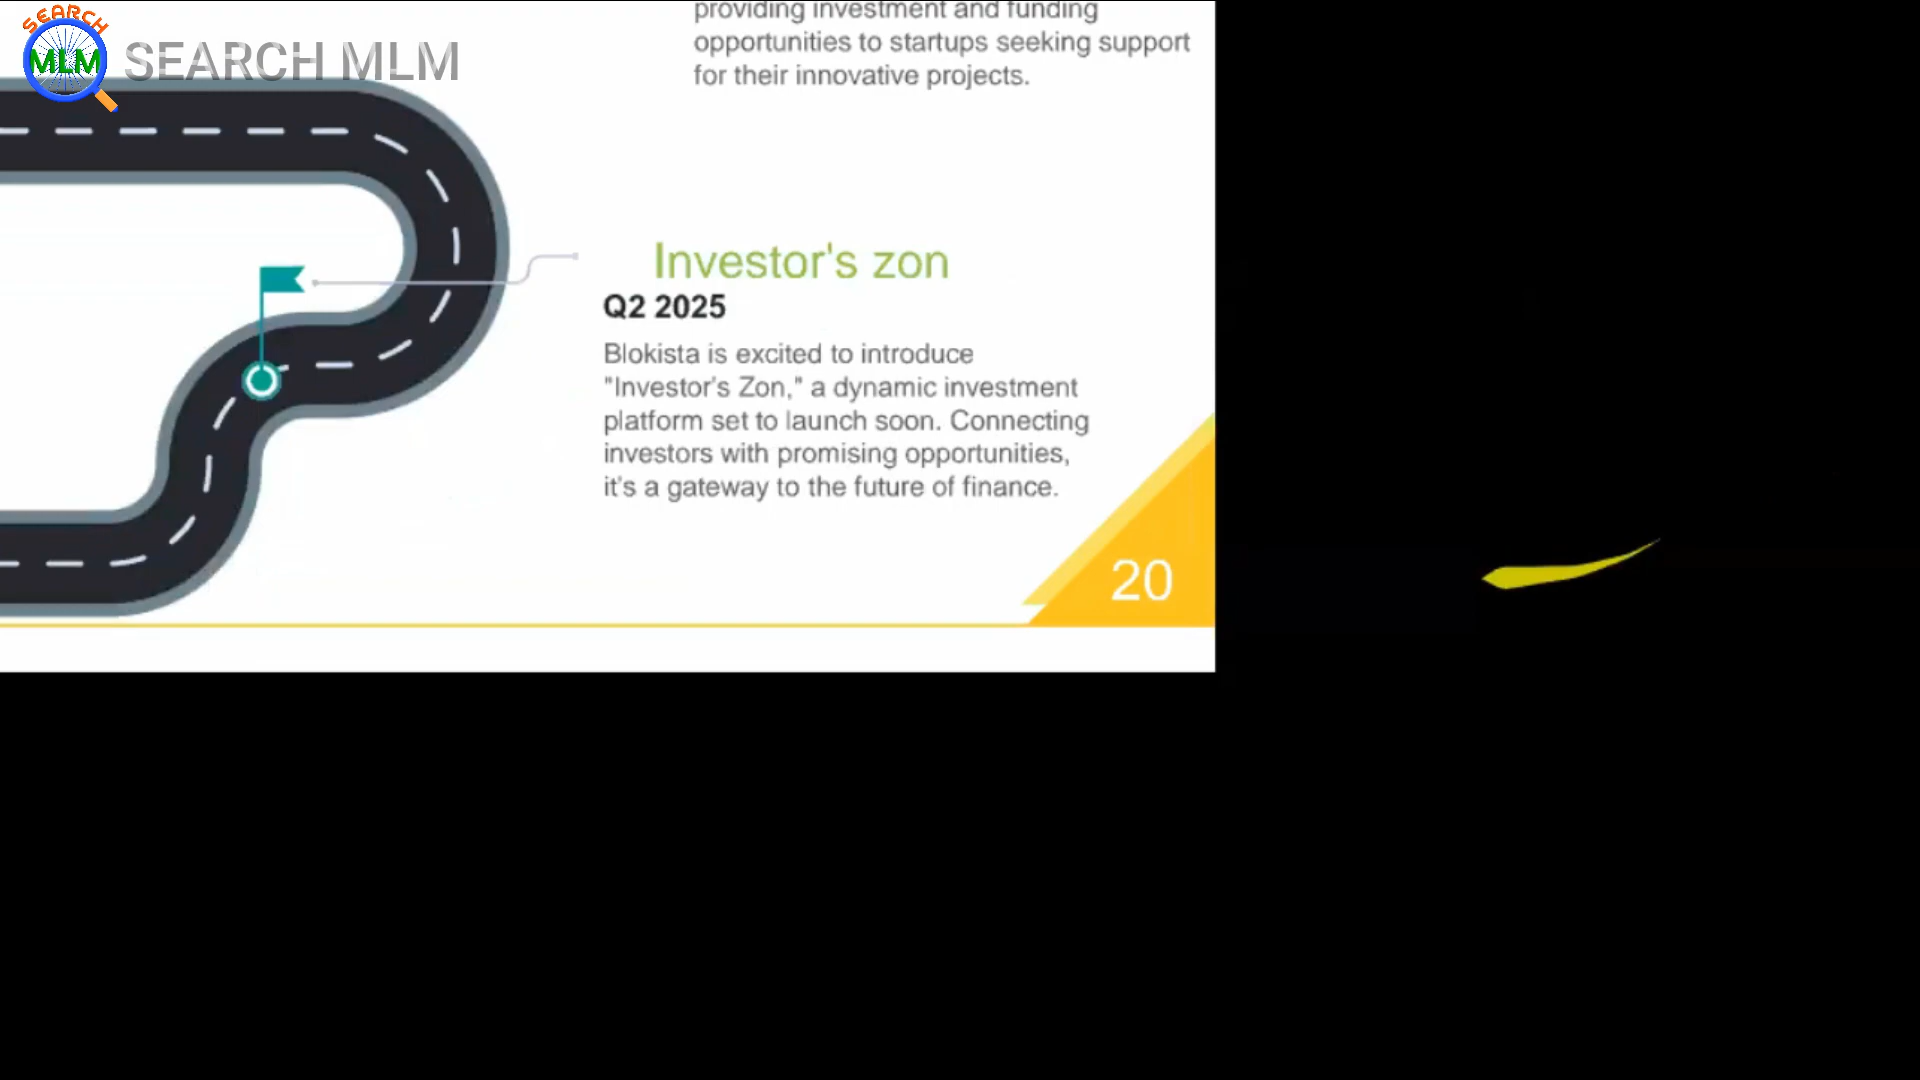 SEARCH
MLM
SEARCH MLM
providing investment and funding
opportunities to startups seeking support
for their innovative projects.
Investor's zon
Q2 2025
Blokista is excited to introduce
"Investor's Zon," a dynamic investment
platform set to launch soon. Connecting
investors with promising opportunities,
it's a gateway to the future of finance.
20